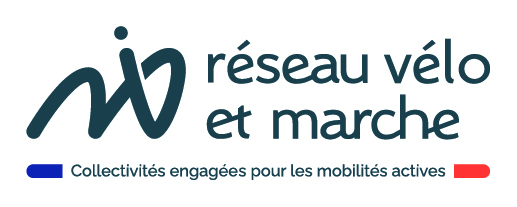 réseau vélo
et marche
Collectivités engagées pour les mobilités actives